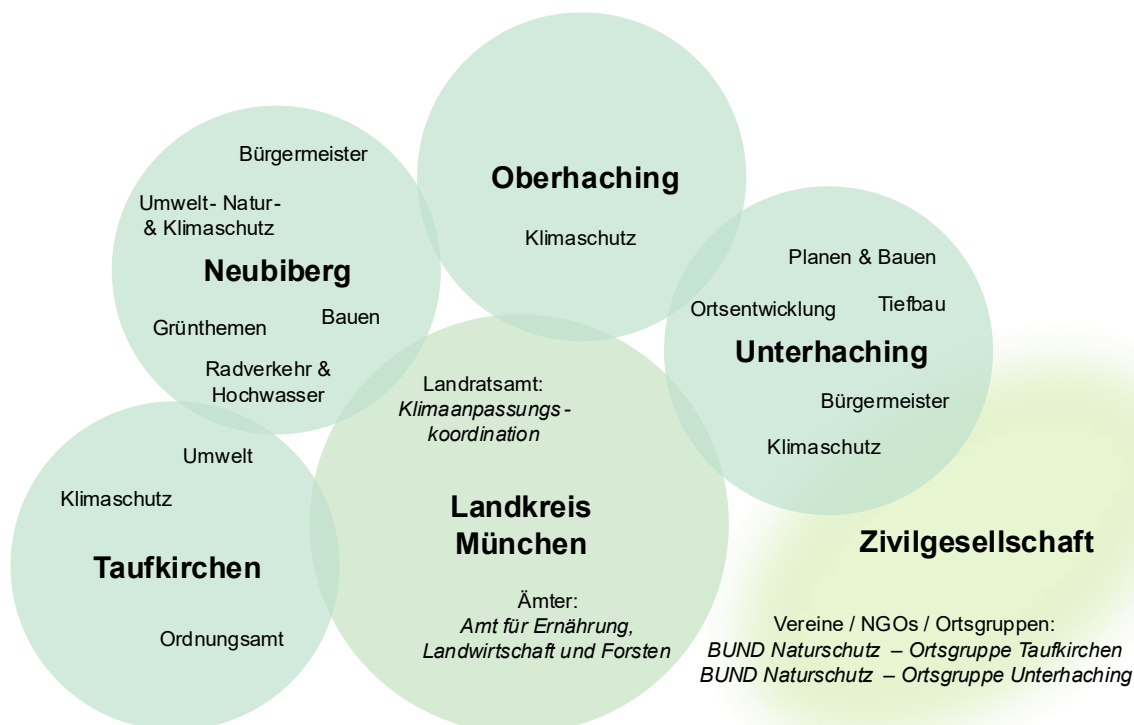 Bürgermeister
Umwelt- Natur-
& Klimaschutz
Neubiberg
Grünthemen
Bauen
Radverkehr &
Hochwasser
Oberhaching
Klimaschutz
Planen & Bauen
Ortsentwicklung
Tiefbau
Unterhaching
Bürgermeister
Klimaschutz
Umwelt
Klimaschutz
Taufkirchen
Ordnungsamt
Landratsamt:
Klimaanpassungs-
koordination
Landkreis
München
Ämter:
Amt für Ernährung,
Landwirtschaft und Forsten
Zivilgesellschaft
Vereine / NGOs / Ortsgruppen:
BUND Naturschutz – Ortsgruppe Taufkirchen
BUND Naturschutz – Ortsgruppe Unterhaching